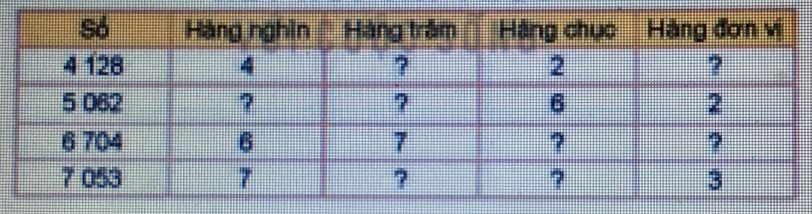 Số Hàng nghìn Hàng trăm Hàng chục Hàng đơn vị
4 128 4 ? 2 ?
5 062 ? ? 6 2
6 704 6 7 ? ?
7 053 7 ? ? 3